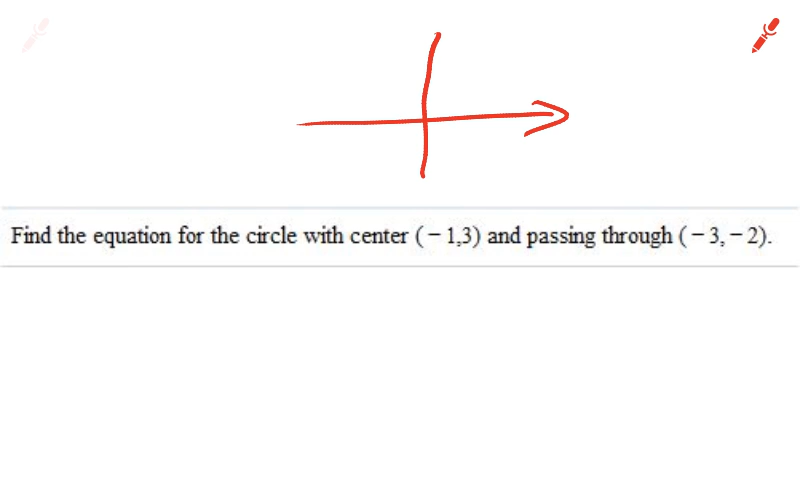 Find the equation for the circle with center (− 1,3) and passing through (− 3, − 2).